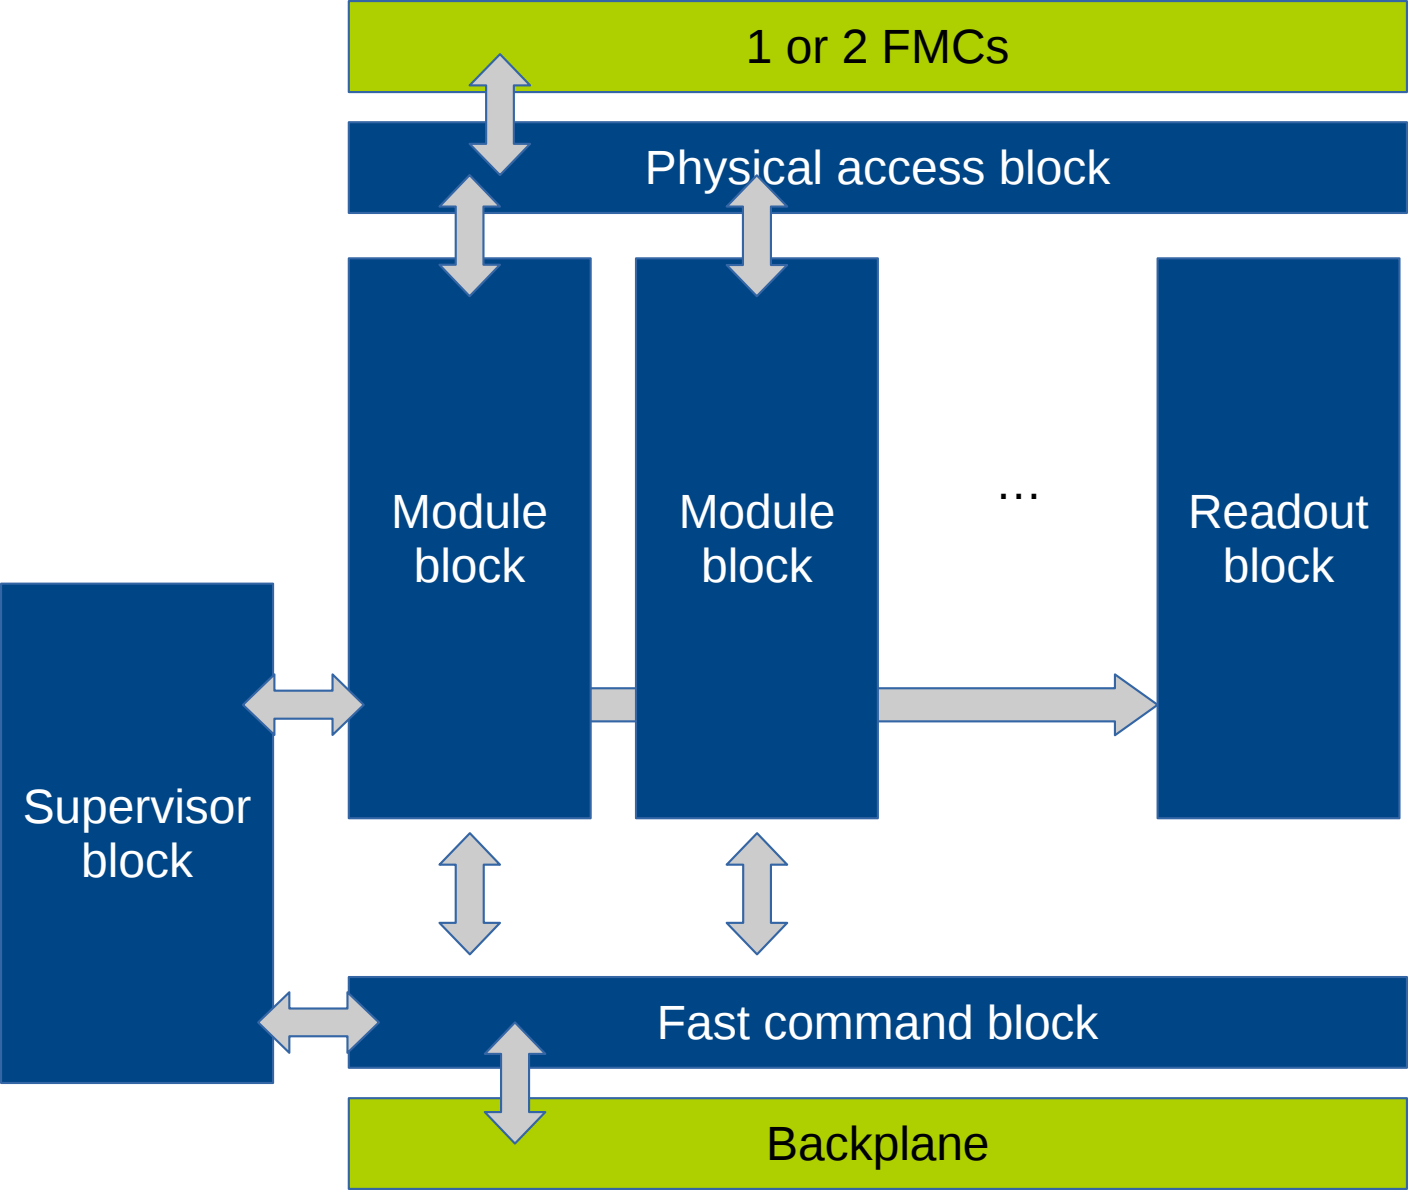 1 or 2 FMCs
Physical access block
Module
block
Module
block
...
Readout
block
Supervisor
block
Fast command block
Backplane